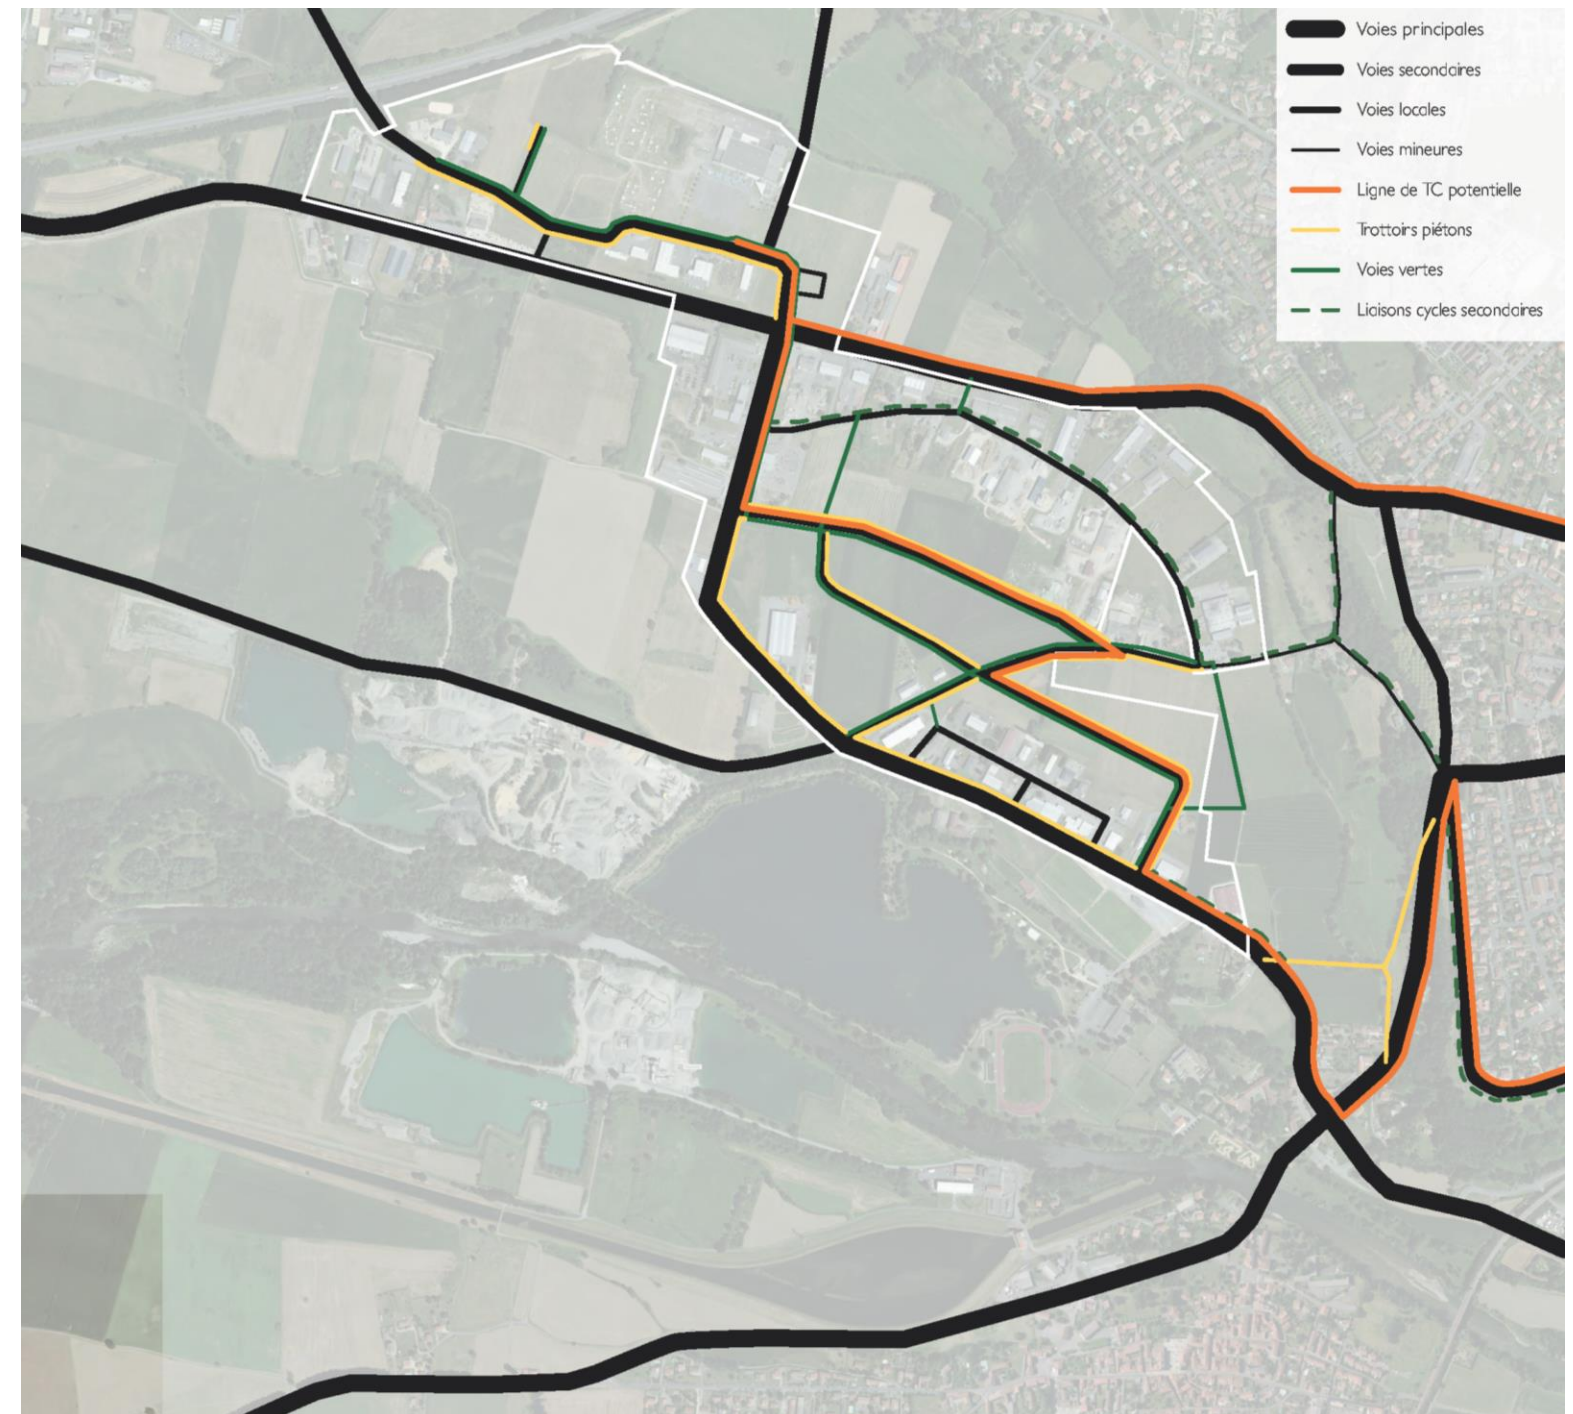 Voies principales
Voies secondaires
Voies locales
Voies mineures
Ligne de TC potentielle
Trottoirs piétons
Voies vertes
Liaisons cycles secondaires